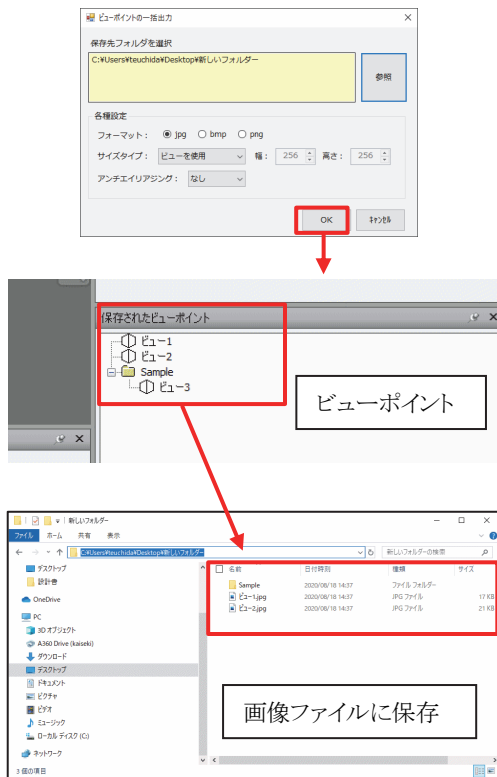 ビューポイントの一括出力
保存先フォルダを選択
C:¥Users¥teuchida¥Desktop¥新しいフォルダー
参照
各種設定
フォーマット： jpg bmp png
サイズタイプ： ビューを使用 幅： 256 高さ： 256
アンチエイリアジング： なし
OK ｷｬﾝｾﾙ
保存されたビューポイント
ビュー1
ビュー2
Sample
ビュー3
ビューポイント
新しいフォルダー
ファイル ホーム 共有 表示
C:¥Users¥teuchida¥Desktop¥新しいフォルダー 新しいフォルダーの検索
デスクトップ
設計書
OneDrive
PC
3D オブジェクト
A360 Drive (kaiseki)
ダウンロード
デスクトップ
ドキュメント
ピクチャ
ビデオ
ミュージック
ローカル ディスク (C:)
ネットワーク
名前 日付時刻 種類 サイズ
Sample 2020/08/18 14:37 ファイル フォルダー
ビュー1.jpg 2020/08/18 14:37 JPG ファイル 17 KB
ビュー2.jpg 2020/08/18 14:37 JPG ファイル 21 KB
画像ファイルに保存
3 個の項目